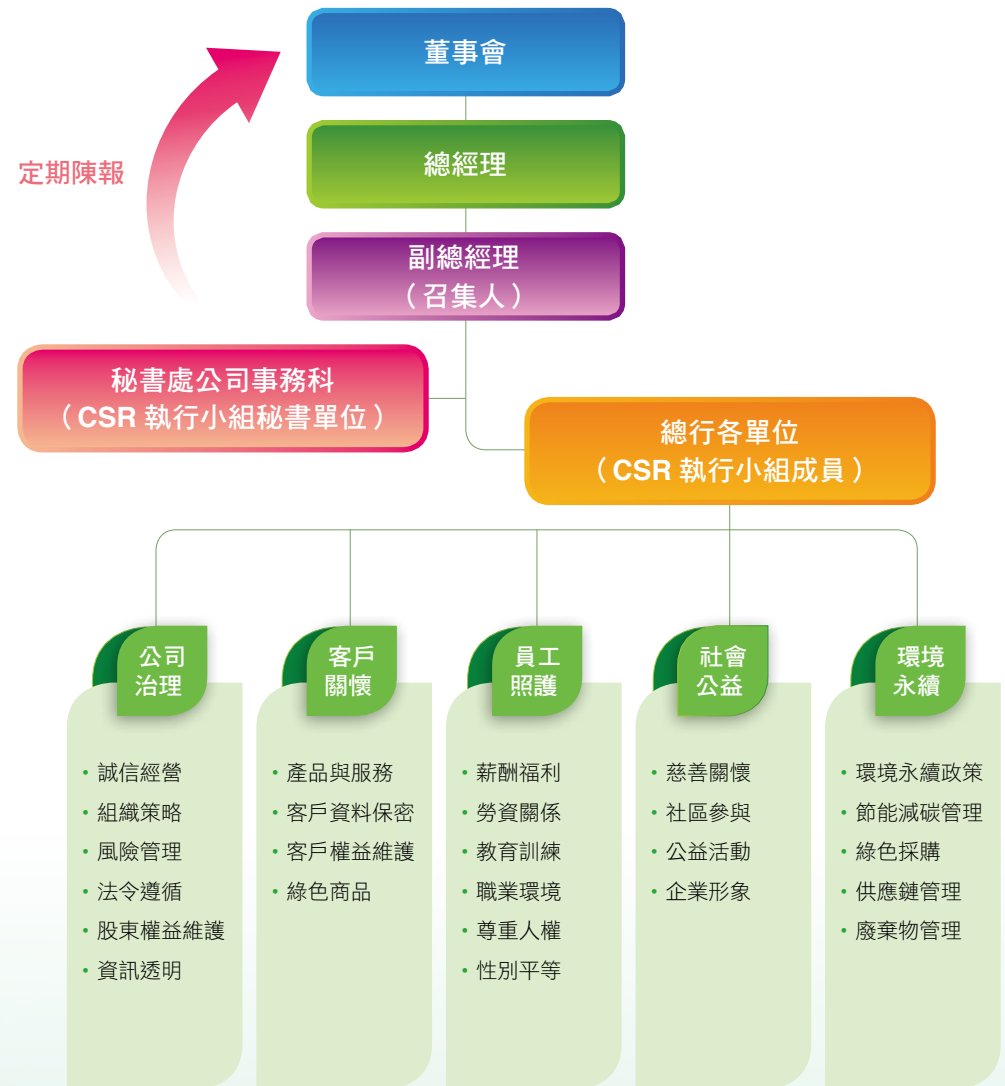 董事會
定期陳報
總經理
副總經理
（召集人）
秘書處公司事務科
（CSR 執行小組秘書單位）
總行各單位
（CSR 執行小組成員）
公司
治理
• 誠信經營
• 組織策略
• 風險管理
• 法令遵循
• 股東權益維護
• 資訊透明
客戶
關懷
• 產品與服務
• 客戶資料保密
• 客戶權益維護
• 綠色商品
員工
照護
• 薪酬福利
• 勞資關係
• 教育訓練
• 職業環境
• 尊重人權
• 性別平等
社會
公益
• 慈善關懷
• 社區參與
• 公益活動
• 企業形象
環境
永續
• 環境永續政策
• 節能減碳管理
• 綠色採購
• 供應鏈管理
• 廢棄物管理